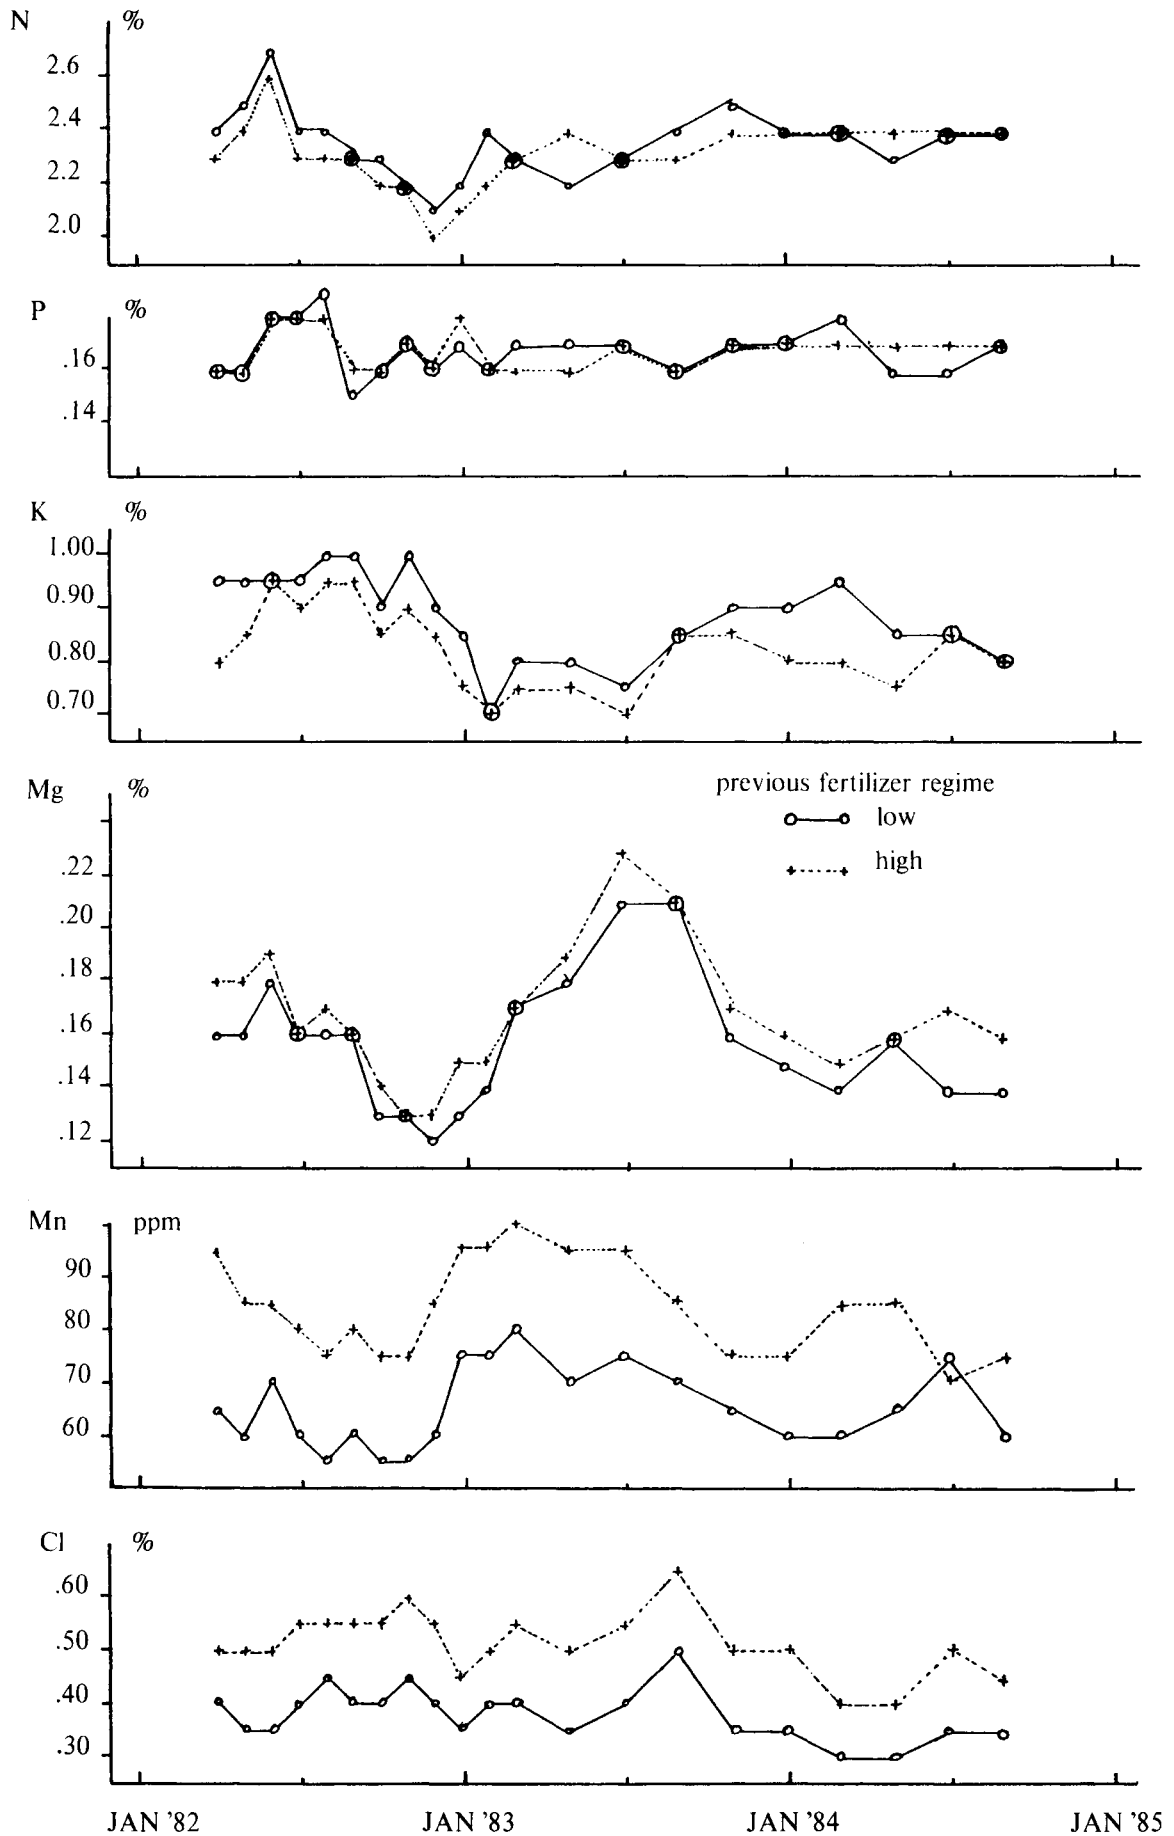 N %
2.6
2.4
2.2
2.0
P %
.16
.14
K %
1.00
0.90
0.80
0.70
Mg %
previous fertilizer regime
low
high
.22
.20
.18
.16
.14
.12
Mn ppm
90
80
70
60
Cl %
.60
.50
.40
.30
JAN '82 JAN '83 JAN '84 JAN '85